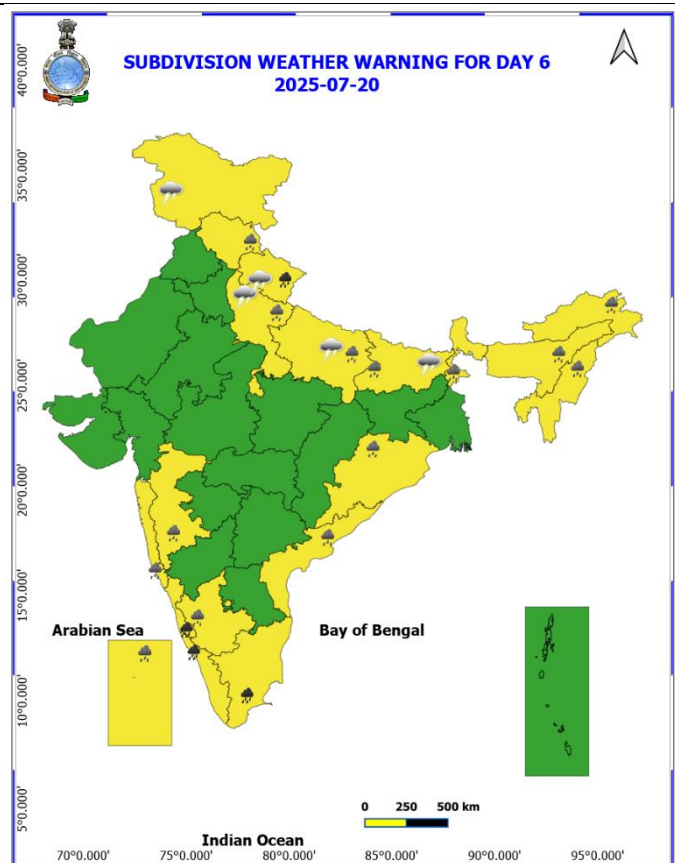 SUBDIVISION WEATHER WARNING FOR DAY 6
2025-07-20
40°0.000'
35°0.000'
30°0.000'
25°0.000'
20°0.000'
15°0.000'
10°0.000'
5°0.000'
Arabian Sea
Bay of Bengal
0 250 500 km
Indian Ocean
70°0.000' 75°0.000' 80°0.000' 85°0.000' 90°0.000' 95°0.000'